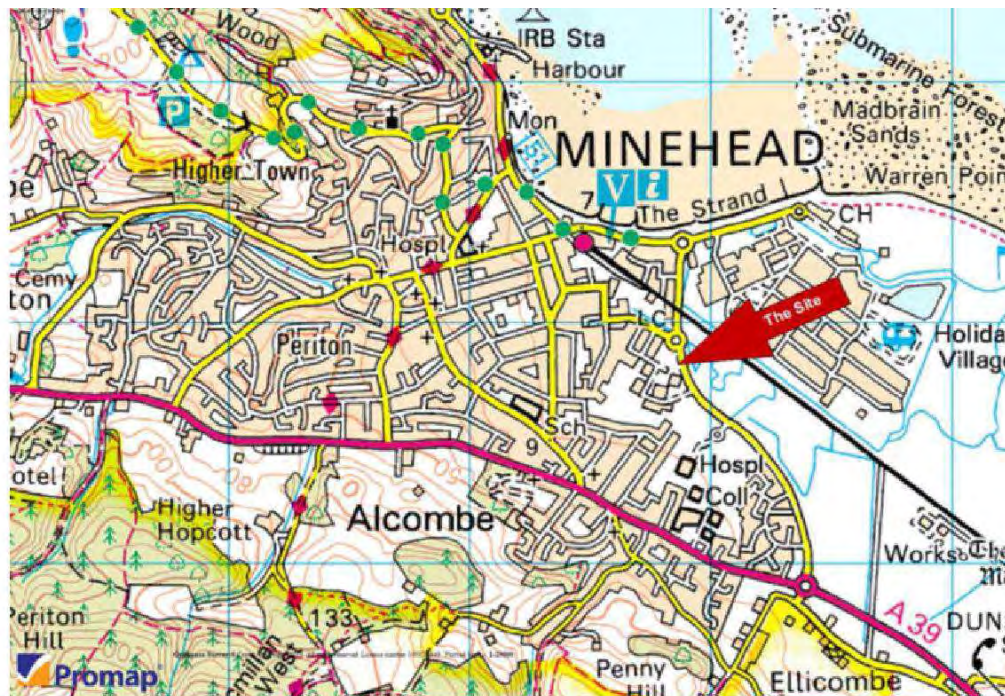 Wood
IRB Sta
Harbour
Submarine Forest
Madbrain
Sands
Warren Poin
P
Mon
51
MINEHEAD
Higher Town
7
V i
The Strand
CH
Hospl
Cemy
ton
LC
The Site
Periton
Holida
Village
Sch
9
Hospl
Coll
otel
Higher
Hopcott
Alcombe
Works
A 39
DUN
133
Periton
Hill
West
Penny
Hill
Ellicombe
Promap